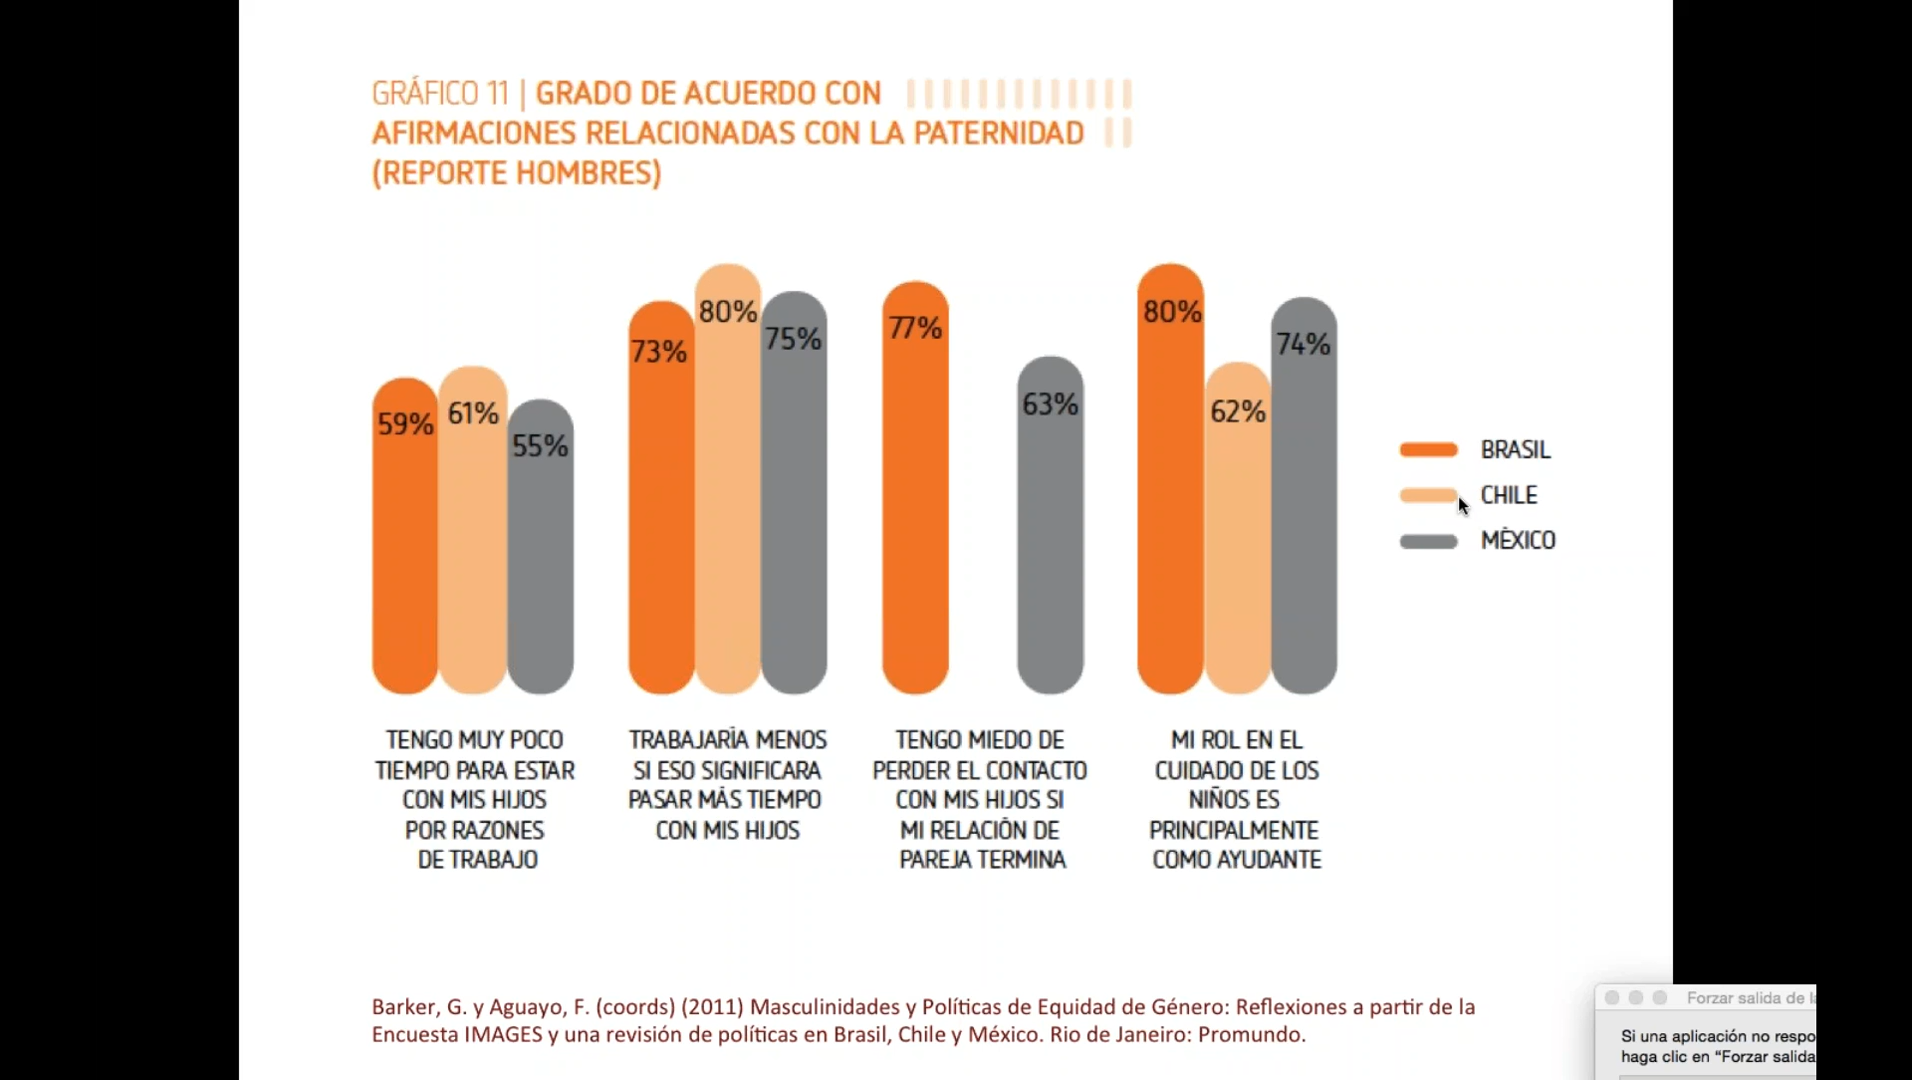 GRÁFICO 11 | GRADO DE ACUERDO CON
AFIRMACIONES RELACIONADAS CON LA PATERNIDAD
(REPORTE HOMBRES)
59%
61%
55%
73%
80%
75%
77%
63%
80%
62%
74%
BRASIL
CHILE
MÉXICO
TENGO MUY POCO
TIEMPO PARA ESTAR
CON MIS HIJOS
POR RAZONES
DE TRABAJO
TRABAJARÍA MENOS
SI ESO SIGNIFICARA
PASAR MÁS TIEMPO
CON MIS HIJOS
TENGO MIEDO DE
PERDER EL CONTACTO
CON MIS HIJOS SI
MI RELACIÓN DE
PAREJA TERMINA
MI ROL EN EL
CUIDADO DE LOS
NIÑOS ES
PRINCIPALMENTE
COMO AYUDANTE
Barker, G. y Aguayo, F. (coords) (2011) Masculinidades y Políticas de Equidad de Género: Reflexiones a partir de la
Encuesta IMAGES y una revisión de políticas en Brasil, Chile y México. Rio de Janeiro: Promundo.
Forzar salida de
Si una aplicación no respo
haga clic en “Forzar salida